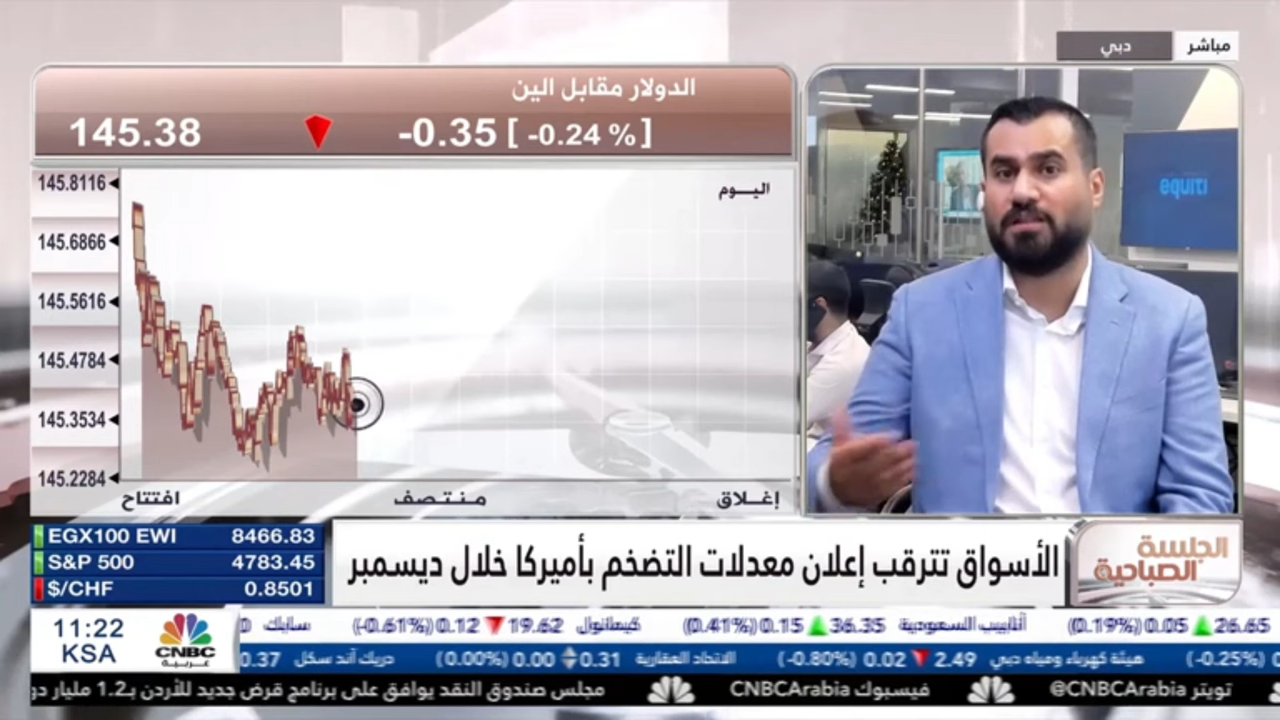 مباشر دبي
الدولار مقابل الين
145.38 -0.35 [ -0.24 % ]
اليوم
145.8116
145.6866
145.5616
145.4784
145.3534
145.2284
افتتاح منتصف إغلاق
equiti
EGX100 EWI 8466.83
S&P 500 4783.45
$/CHF 0.8501
الأسواق تترقب إعلان معدلات التضخم بأميركا خلال ديسمبر
الجلسة
الصباحية
11:22
KSA
CNBC
عربية
26.65 0.05 (0.19%) أنابيب السعودية 36.35 0.15 (0.41%) كيمانول 19.62 0.12 (-0.61%) سابك
(-0.25%) هيئة كهرباء ومياه دبي 2.49 0.02 (-0.80%) الاتحاد العقارية 0.31 0.00 (0.00%) دريك آند سكل 0.37
تويتر @CNBCArabia فيسبوك CNBCArabia مجلس صندوق النقد يوافق على برنامج قرض جديد للأردن بـ1.2 مليار دو